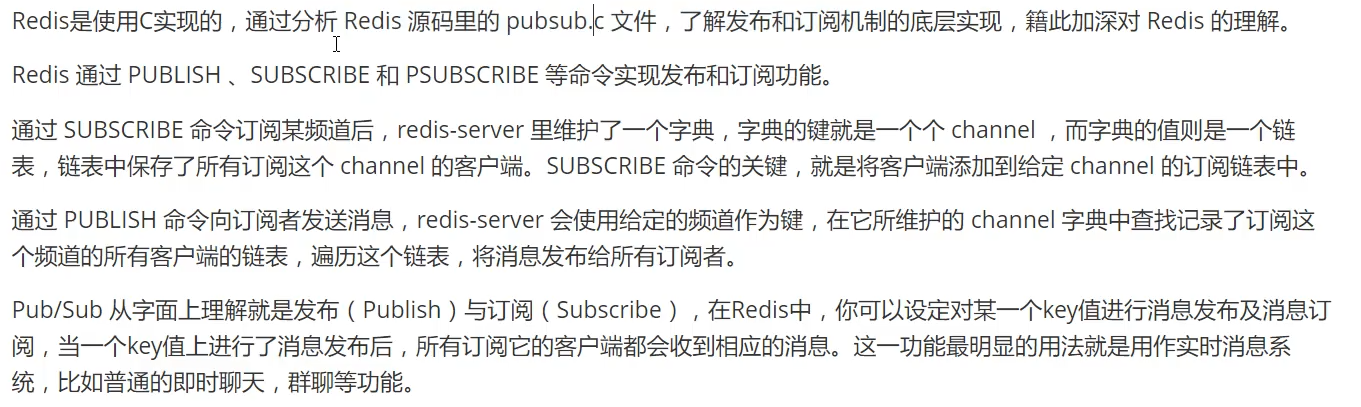 Redis是使用C实现的，通过分析 Redis 源码里的 pubsub.c 文件，了解发布和订阅机制的底层实现，籍此加深对 Redis 的理解。
Redis 通过 PUBLISH 、SUBSCRIBE 和 PSUBSCRIBE 等命令实现发布和订阅功能。
通过 SUBSCRIBE 命令订阅某频道后，redis-server 里维护了一个字典，字典的键就是一个个 channel ，而字典的值则是一个链
表，链表中保存了所有订阅这个 channel 的客户端。SUBSCRIBE 命令的关键，就是将客户端添加到给定 channel 的订阅链表中。
通过 PUBLISH 命令向订阅者发送消息，redis-server 会使用给定的频道作为键，在它所维护的 channel 字典中查找记录了订阅这
个频道的所有客户端的链表，遍历这个链表，将消息发布给所有订阅者。
Pub/Sub 从字面上理解就是发布（Publish）与订阅（Subscribe），在Redis中，你可以设定对某一个key值进行消息发布及消息订
阅，当一个key值上进行了消息发布后，所有订阅它的客户端都会收到相应的消息。这一功能最明显的用法就是用作实时消息系
统，比如普通的即时聊天，群聊等功能。